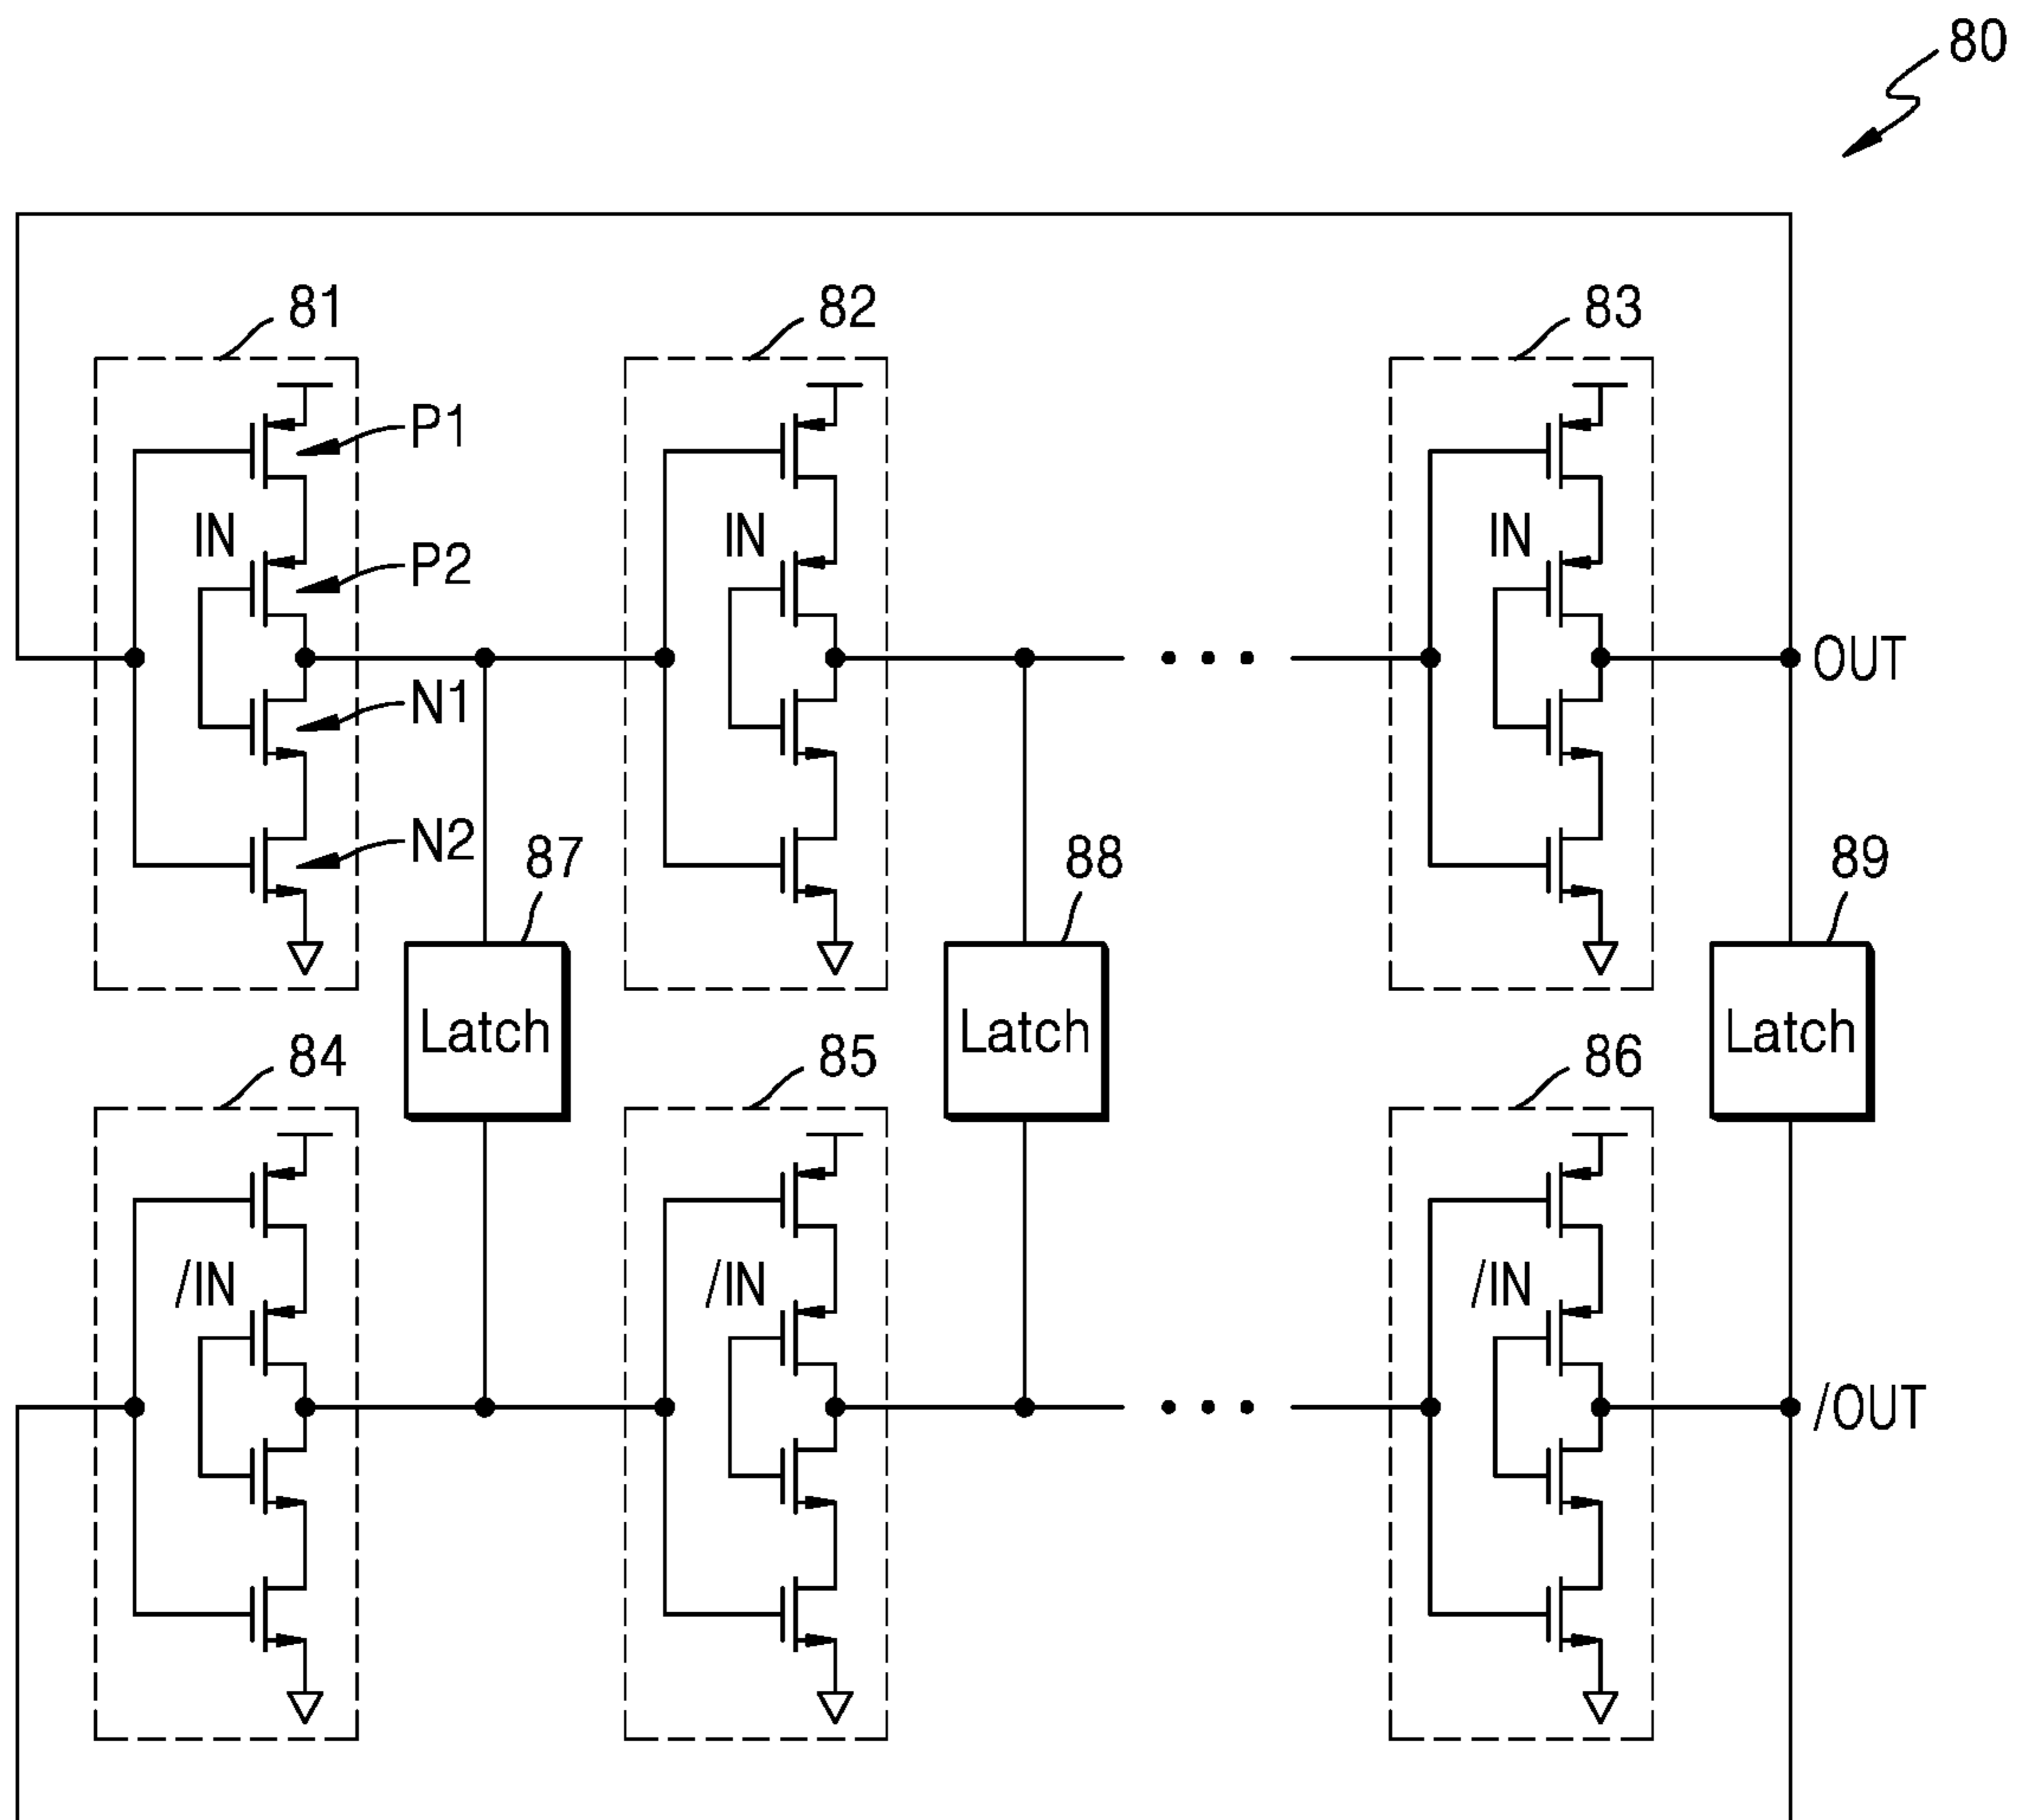 80
81
82
83
P1
IN
IN
IN
P2
OUT
N1
N2
87
88
89
Latch
Latch
Latch
84
85
86
/IN
/IN
/IN
/OUT